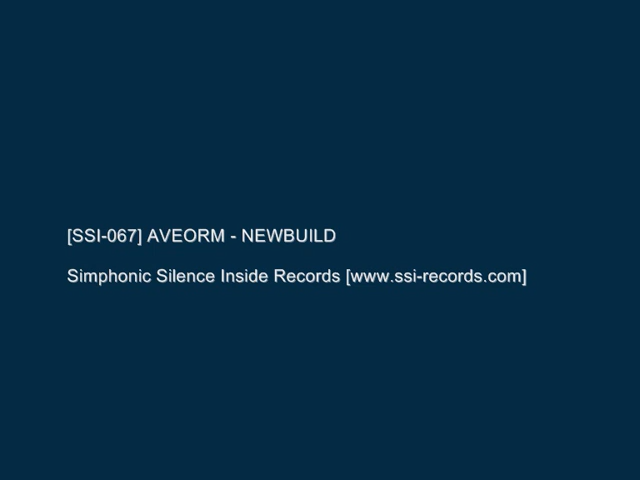 [SSI-067] AVEORM - NEWBUILD
Simphonic Silence Inside Records [www.ssi-records.com]